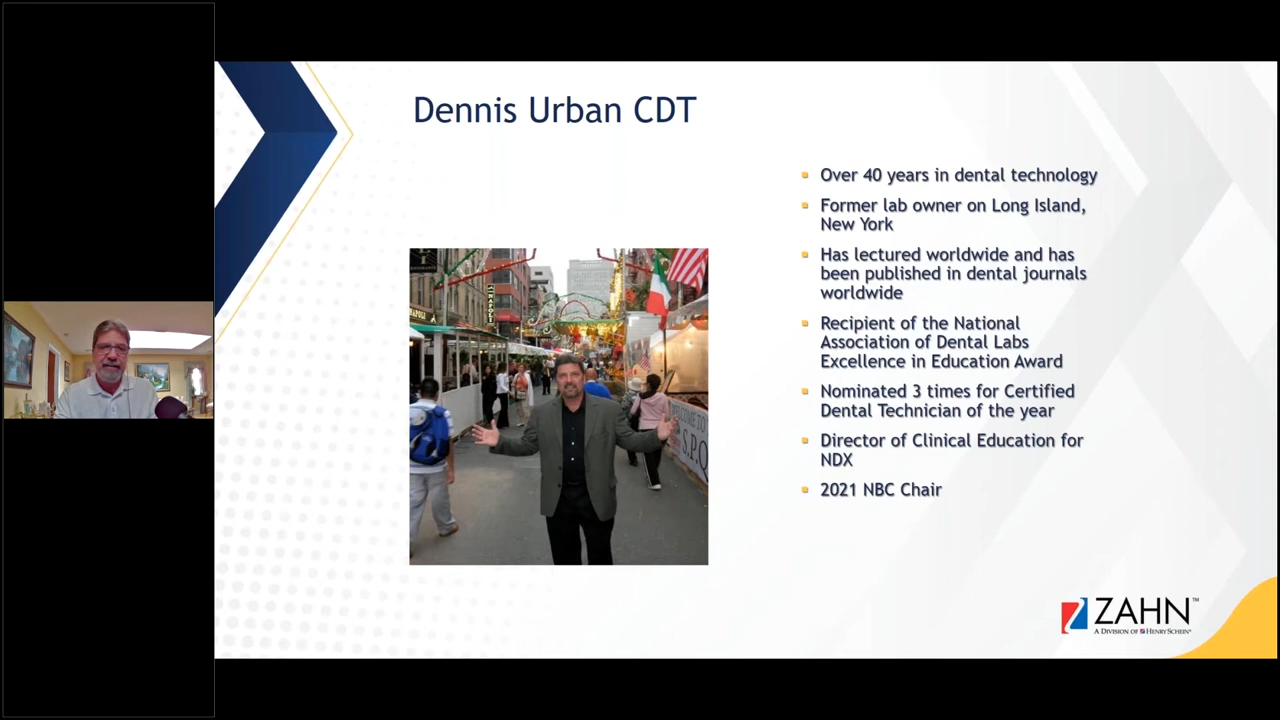 Dennis Urban CDT
Over 40 years in dental technology
Former lab owner on Long Island,
New York
Has lectured worldwide and has
been published in dental journals
worldwide
Recipient of the National
Association of Dental Labs
Excellence in Education Award
Nominated 3 times for Certified
Dental Technician of the year
Director of Clinical Education for
NDX
2021 NBC Chair
S.P.Q
ZAHN™
A DIVISION OF HENRY SCHEIN®